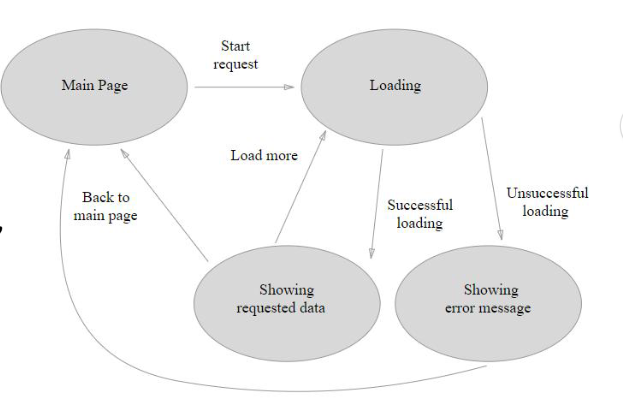 Start
request
Main Page
Loading
Load more
Back to
main page
Successful
loading
Unsuccessful
loading
Showing
requested data
Showing
error message